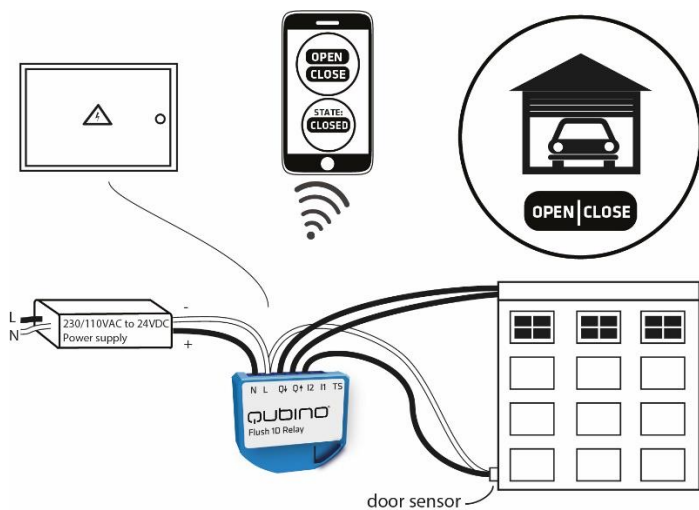 OPEN
CLOSE
STATE:
CLOSED
OPEN|CLOSE
L
N
230/110VAC to 24VDC
Power supply
-
+
N L Q↓ Q↑ I2 I1 TS
QUBINO
Flush 1D Relay
door sensor